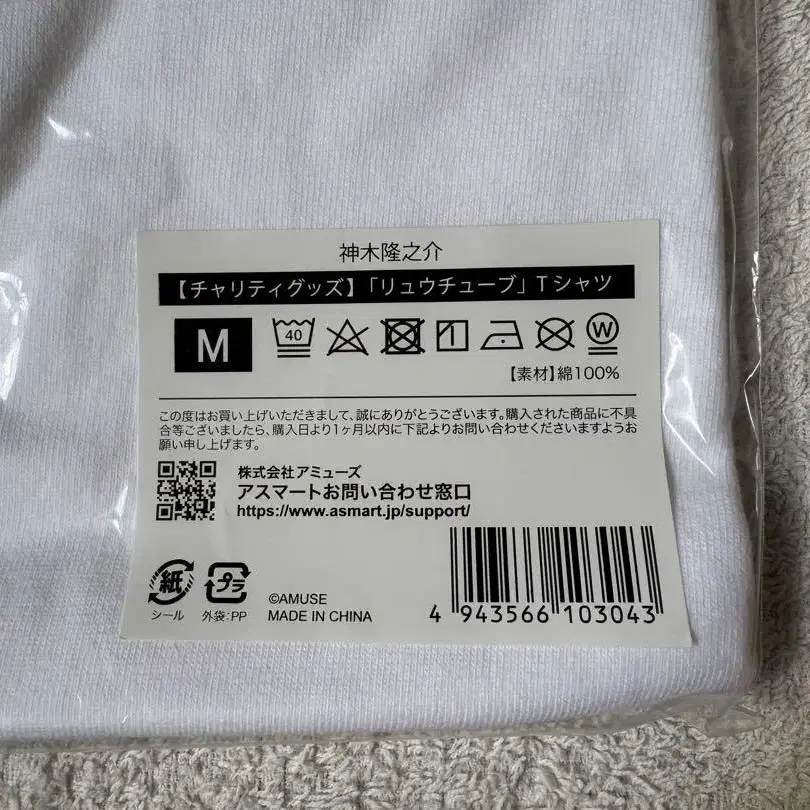 神木隆之介
【チャリティグッズ】「リュウチューブ」Tシャツ
M
40
W
【素材】綿100%
この度はお買い上げいただきまして、誠にありがとうございます。購入された商品に不具
合等ございましたら、購入日より1ヶ月以内に下記よりお問い合わせくださいますようお
願い申し上げます。
株式会社アミューズ
アスマートお問い合わせ窓口
https://www.asmart.jp/support/
紙
シール
プラ
外袋:PP
©AMUSE
MADE IN CHINA
4 943566 103043